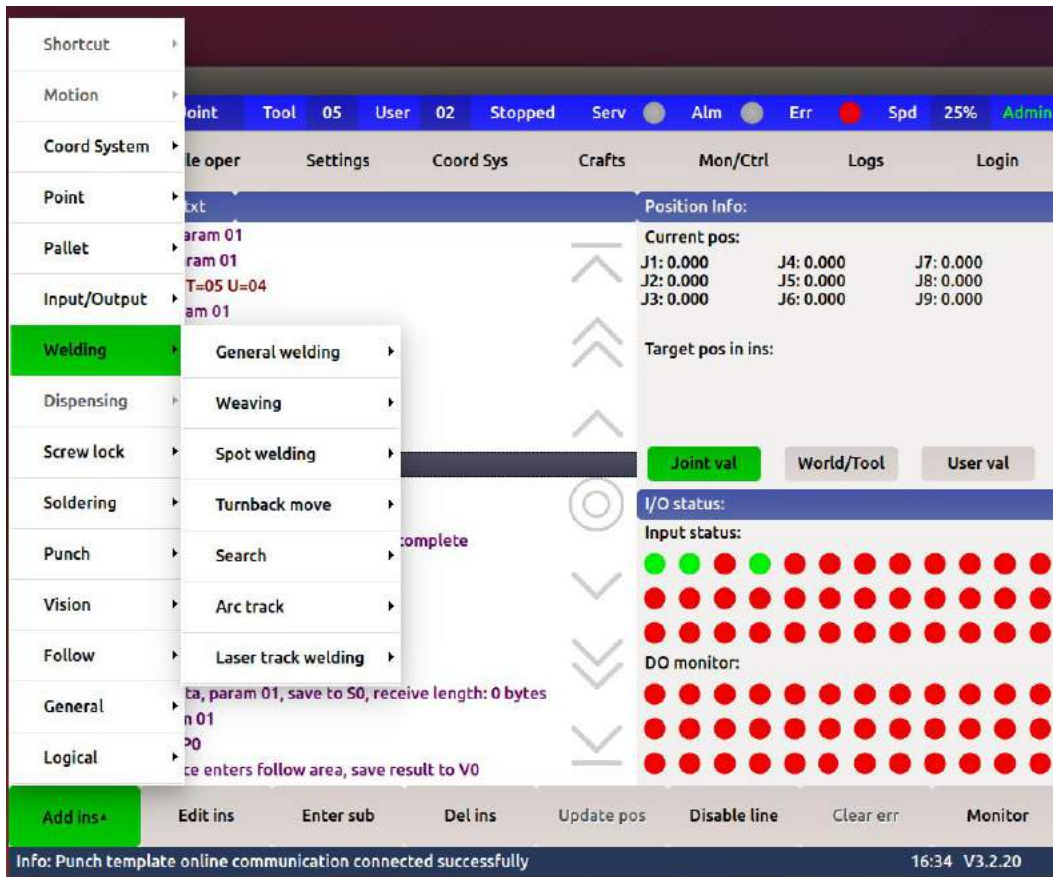 Shortcut
Motion
Coord System
Point
Pallet
Input/Output
Welding
Dispensing
Screw lock
Soldering
Punch
Vision
Follow
General
Logical
General welding
Weaving
Spot welding
Turnback move
Search
Arc track
Laser track welding
Joint Tool 05 User 02 Stopped Serv Alm Err Spd 25% Admin
le oper Settings Coord Sys Crafts Mon/Ctrl Logs Login
txt
aram 01
ram 01
T=05 U=04
am 01
complete
ta, param 01, save to S0, receive length: 0 bytes
n 01
P0
ce enters follow area, save result to V0
Position Info:
Current pos:
J1: 0.000 J4: 0.000 J7: 0.000
J2: 0.000 J5: 0.000 J8: 0.000
J3: 0.000 J6: 0.000 J9: 0.000
Target pos in ins:
Joint val World/Tool User val
I/O status:
Input status:
DO monitor:
Add ins Edit ins Enter sub Del ins Update pos Disable line Clear err Monitor
Info: Punch template online communication connected successfully 16:34 V3.2.20